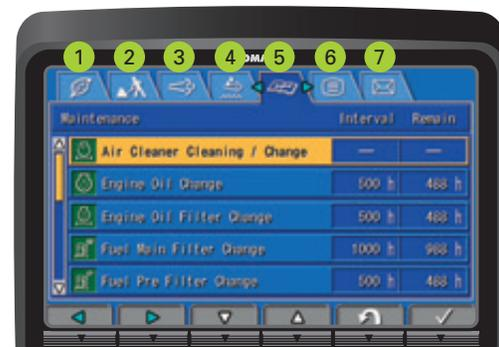 1 2 3 4 5 6 7
Maintenance Interval Remain
Air Cleaner Cleaning / Change — —
Engine Oil Change 500 h 488 h
Engine Oil Filter Change 500 h 488 h
Fuel Main Filter Change 1000 h 988 h
Fuel Pre Filter Change 500 h 488 h